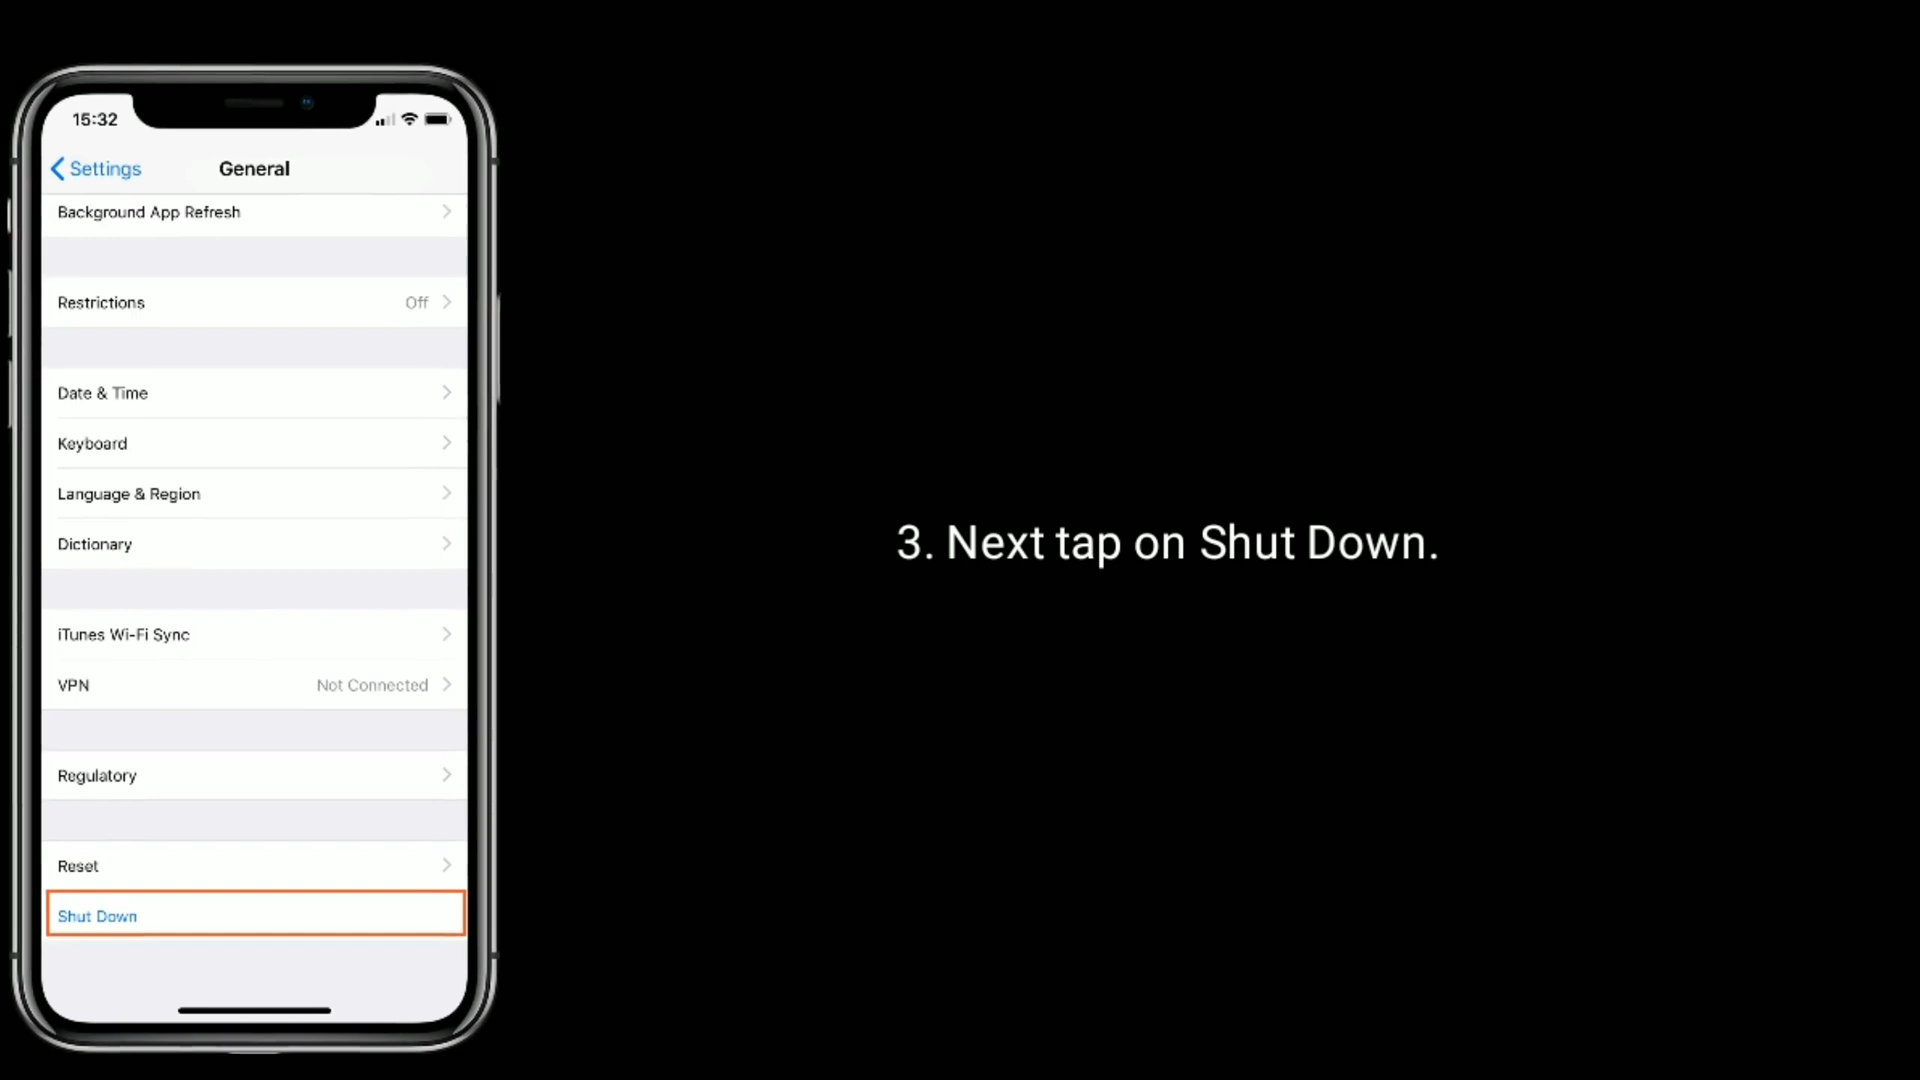 15:32
Settings
General
Background App Refresh
Restrictions Off
Date & Time
Keyboard
Language & Region
Dictionary
iTunes Wi-Fi Sync
VPN Not Connected
Regulatory
Reset
Shut Down
3. Next tap on Shut Down.